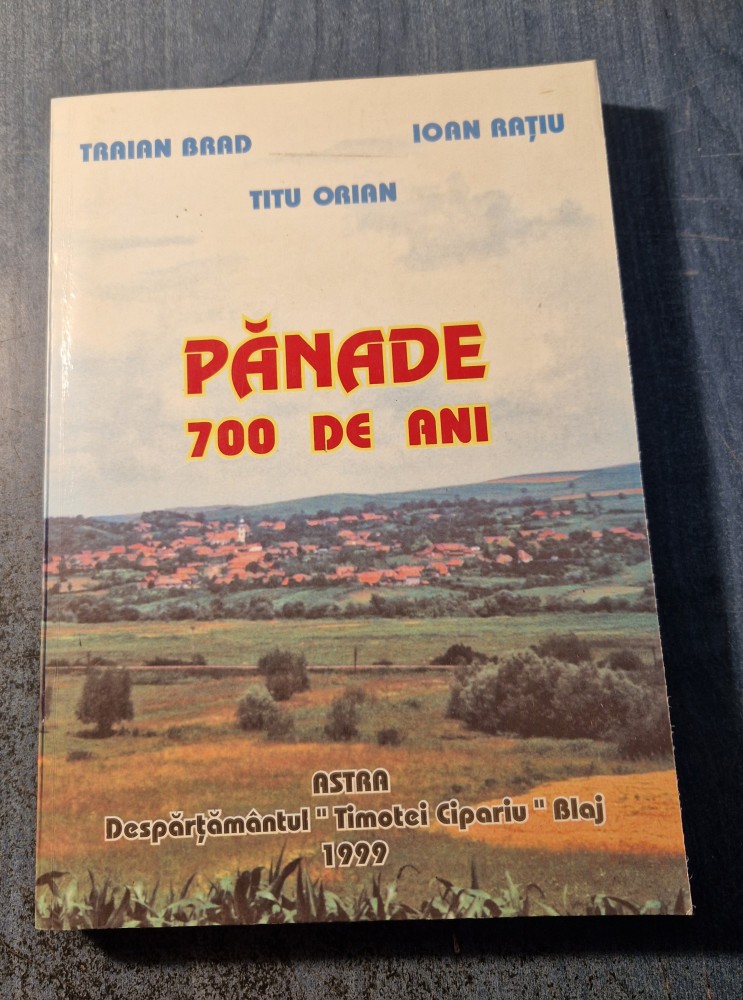 TRAIAN BRAD
IOAN RAȚIU
TITU ORIAN
PĂNADE
700 DE ANI
ASTRA
Despărțământul "Timotei Cipariu" Blaj
1999